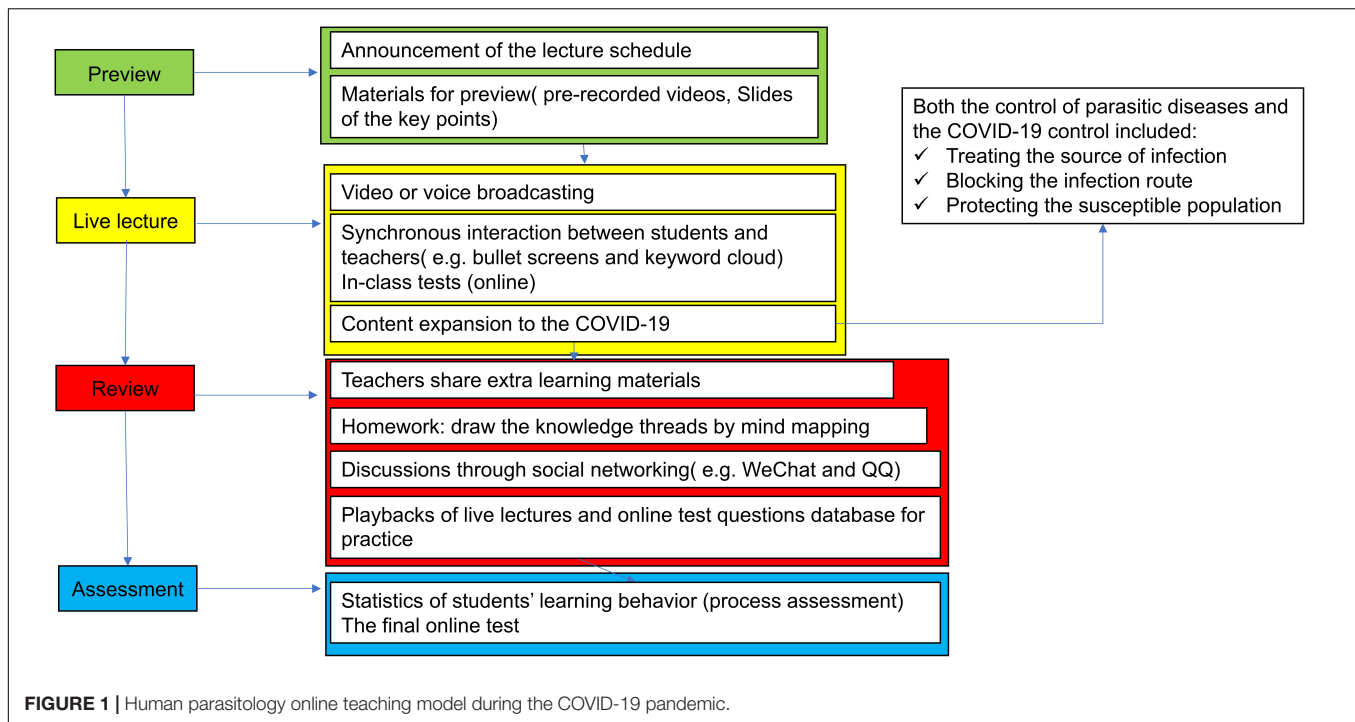 Preview
Announcement of the lecture schedule
Materials for preview( pre-recorded videos, Slides
of the key points)
Live lecture
Video or voice broadcasting
Synchronous interaction between students and
teachers( e.g. bullet screens and keyword cloud)
In-class tests (online)
Content expansion to the COVID-19
Both the control of parasitic diseases and
the COVID-19 control included:
✓ Treating the source of infection
✓ Blocking the infection route
✓ Protecting the susceptible population
Review
Teachers share extra learning materials
Homework: draw the knowledge threads by mind mapping
Discussions through social networking( e.g. WeChat and QQ)
Playbacks of live lectures and online test questions database for
practice
Assessment
Statistics of students’ learning behavior (process assessment)
The final online test
FIGURE 1 | Human parasitology online teaching model during the COVID-19 pandemic.